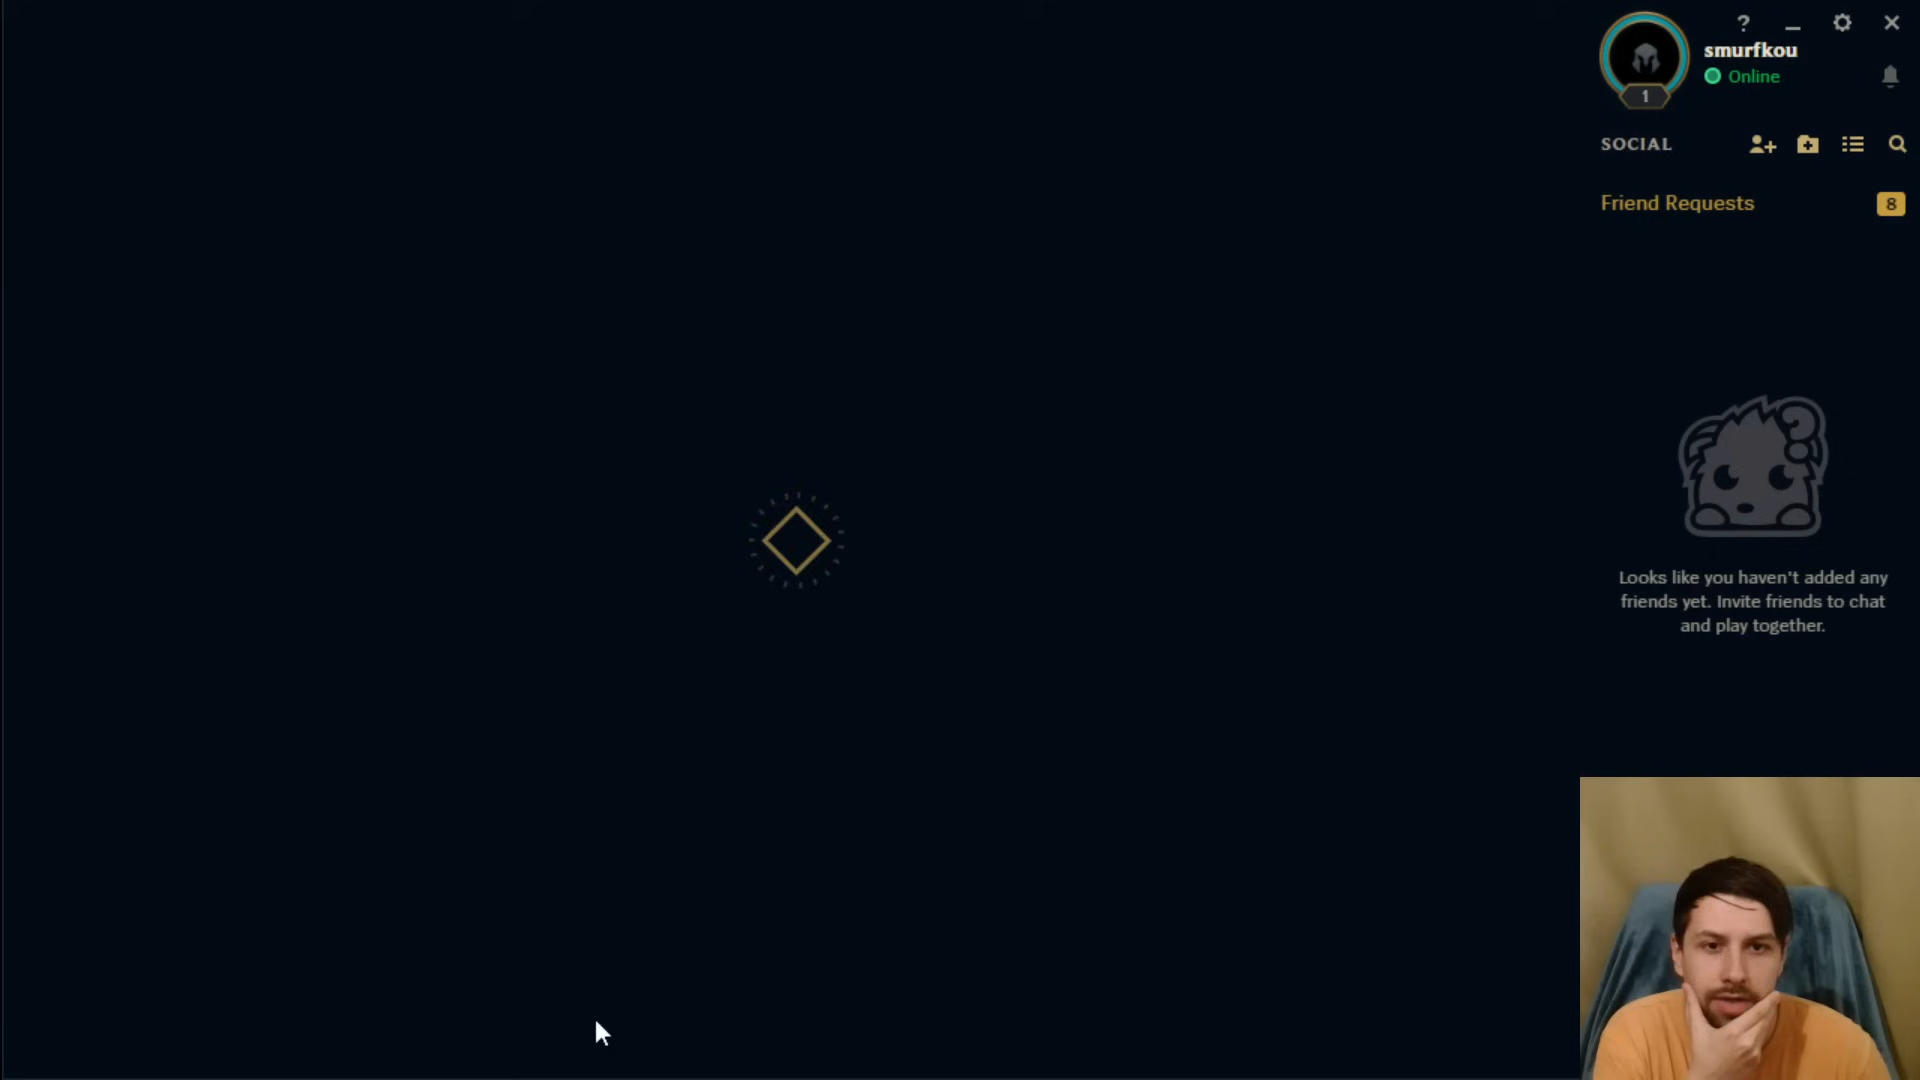 ?
smurfkou
Online
1
SOCIAL
Friend Requests
8
Looks like you haven't added any
friends yet. Invite friends to chat
and play together.